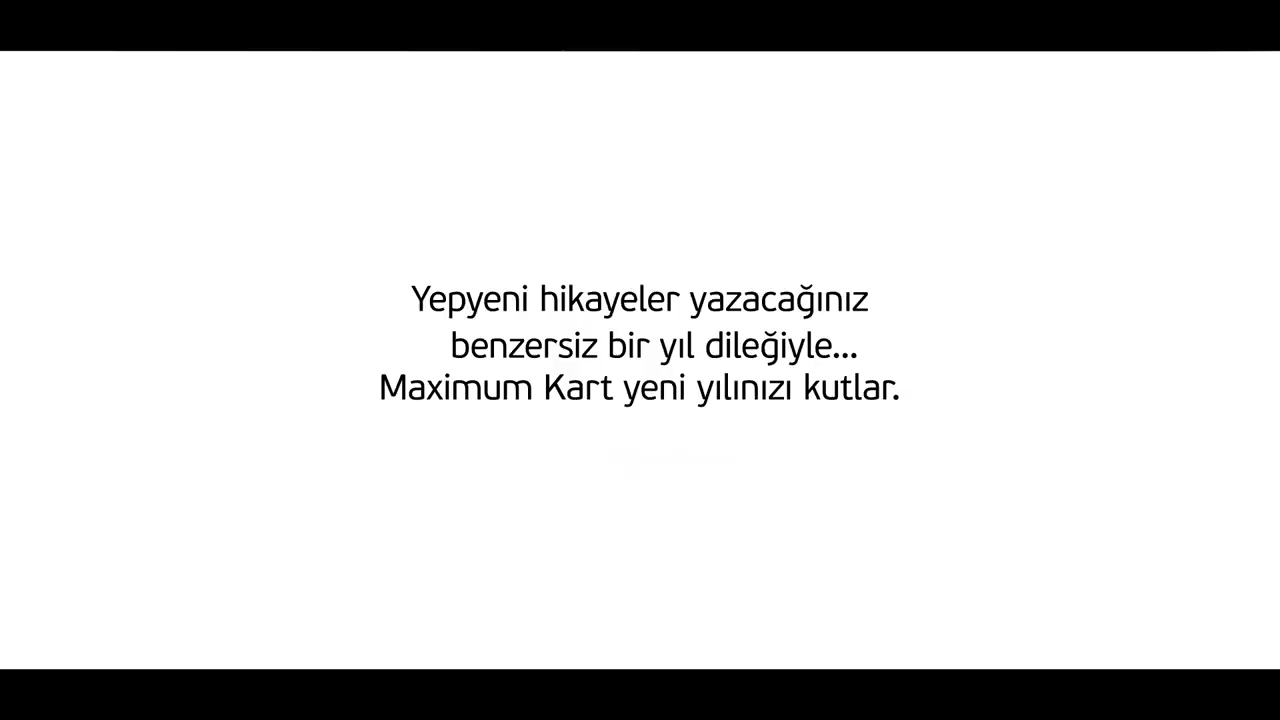 Yepyeni hikayeler yazacağınız
benzersiz bir yıl dileğiyle...
Maximum Kart yeni yılınızı kutlar.